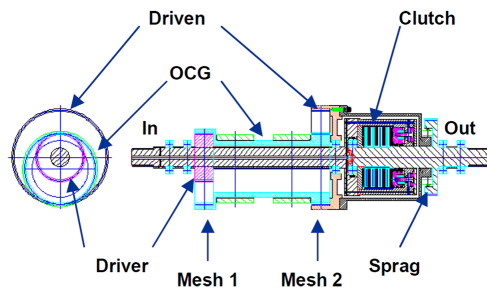 Driven
Clutch
OCG
In
Out
Driver
Mesh 1
Mesh 2
Sprag